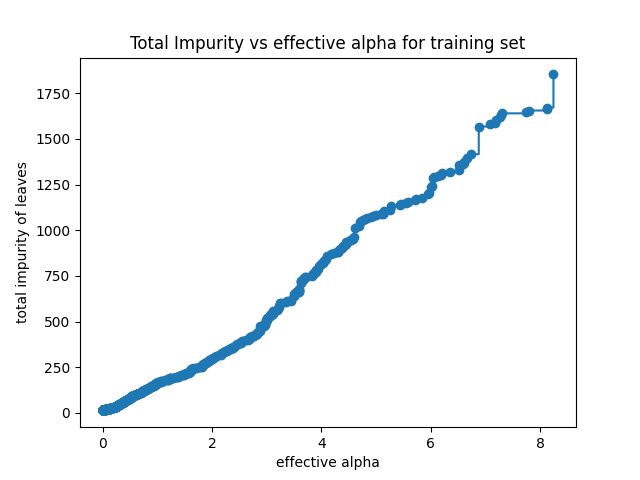 Total Impurity vs effective alpha for training set
total impurity of leaves
1750
1500
1250
1000
750
500
250
0
0 2 4 6 8
effective alpha